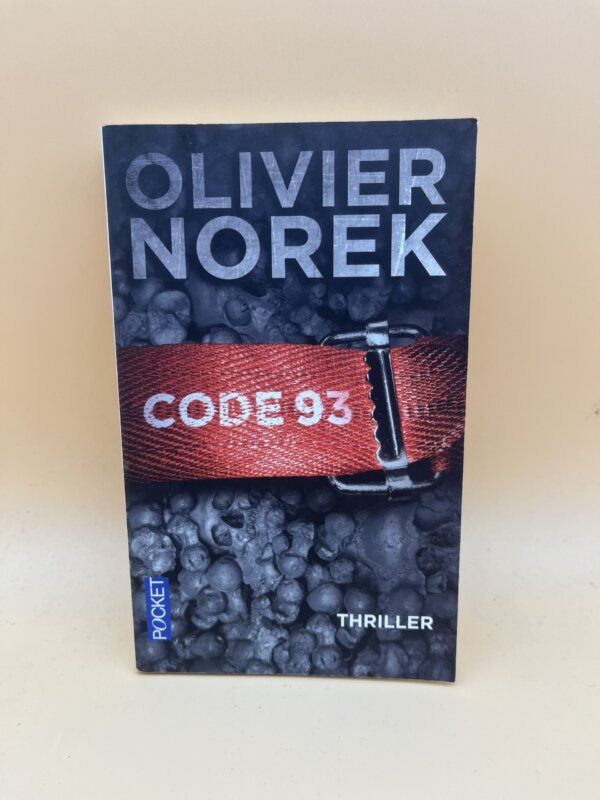 OLIVIER
NOREK
CODE 93
POCKET
THRILLER